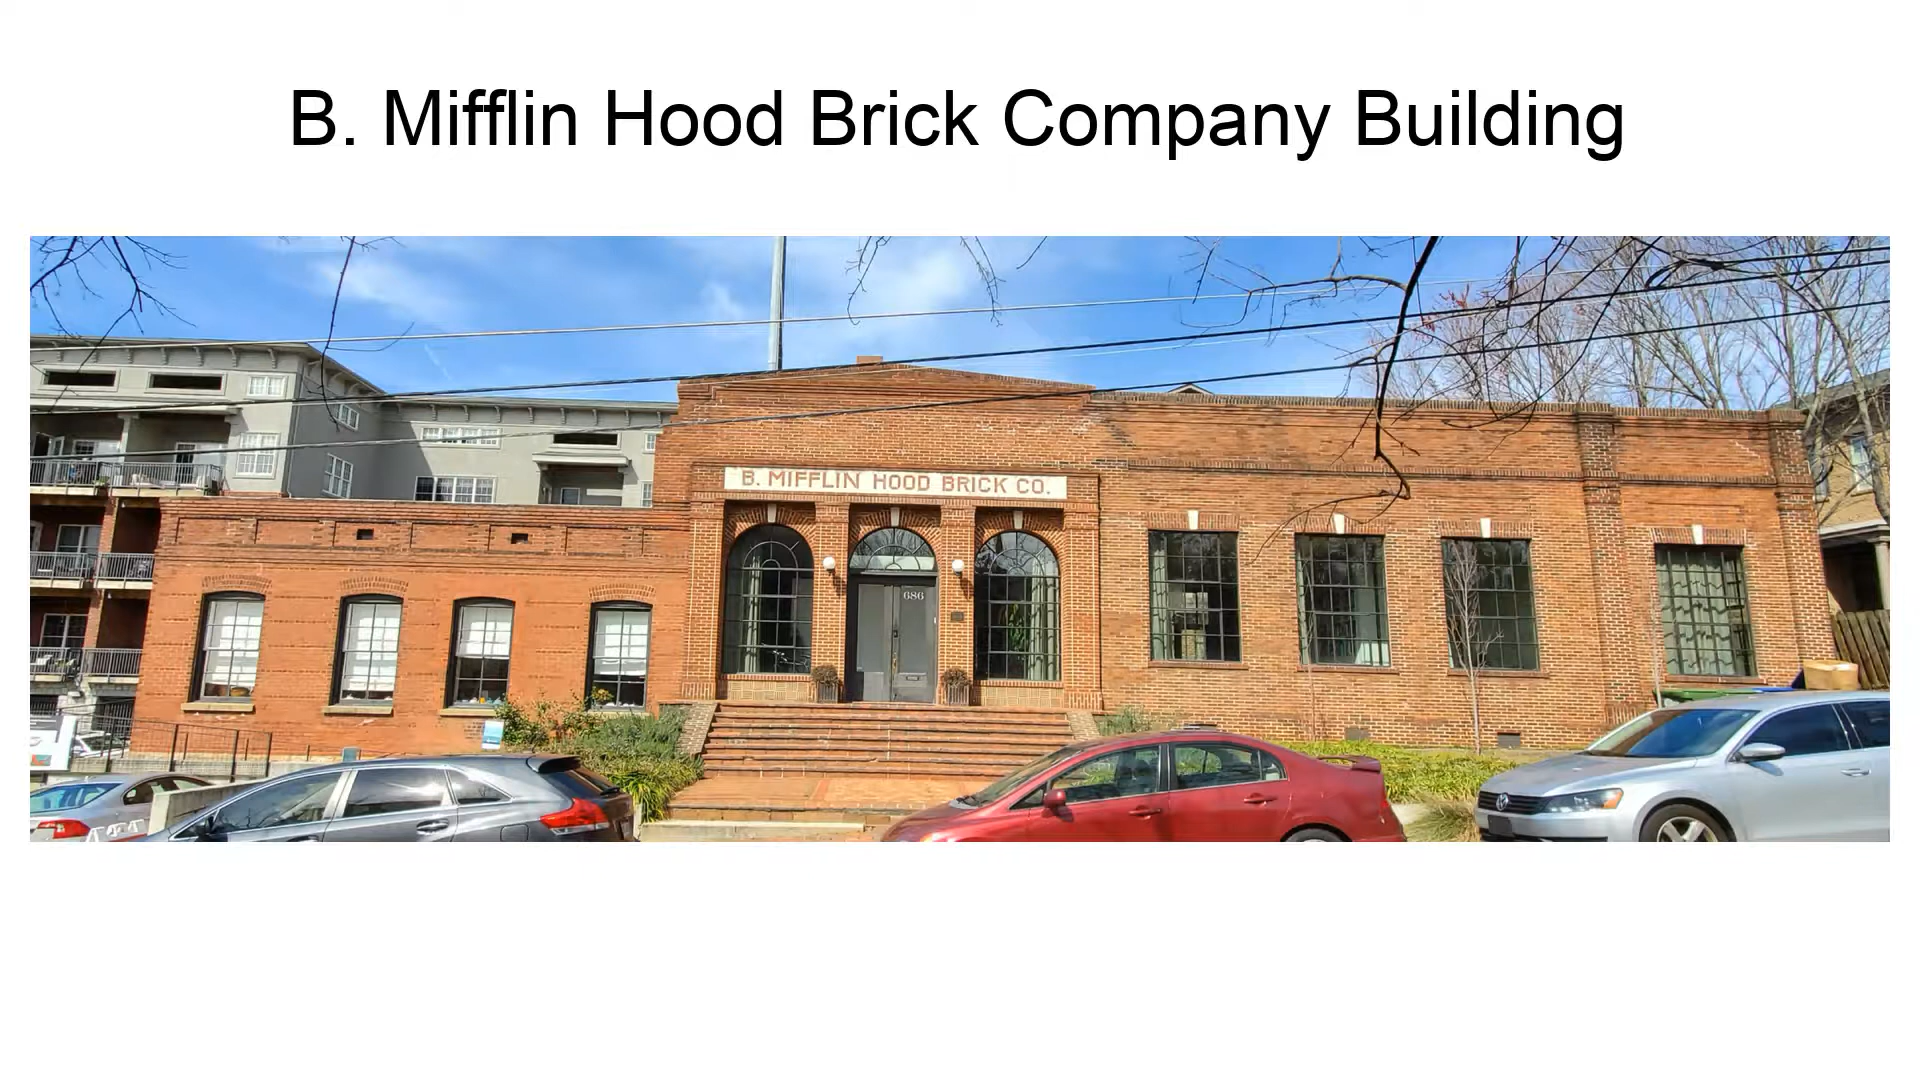 B. Mifflin Hood Brick Company Building
B. MIFFLIN HOOD BRICK CO.
686